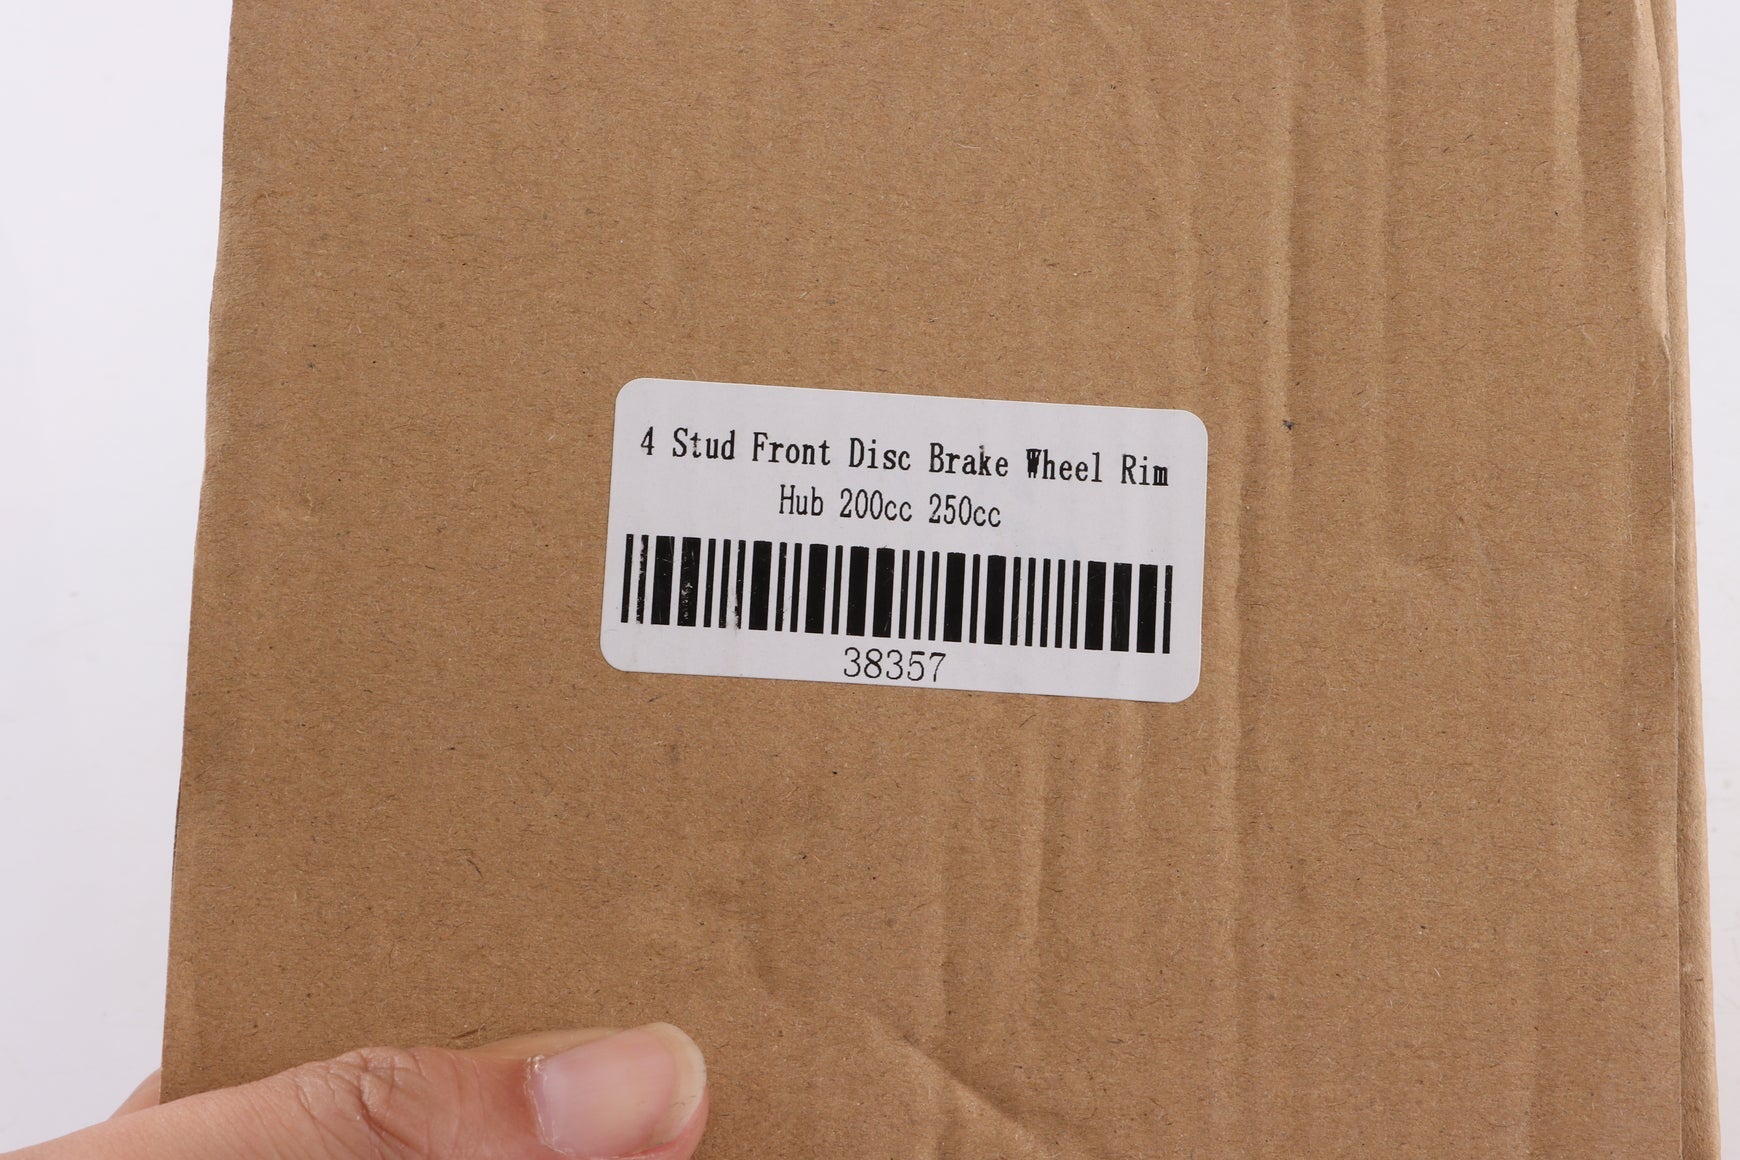 4 Stud Front Disc Brake Wheel Rim
Hub 200cc 250cc
38357